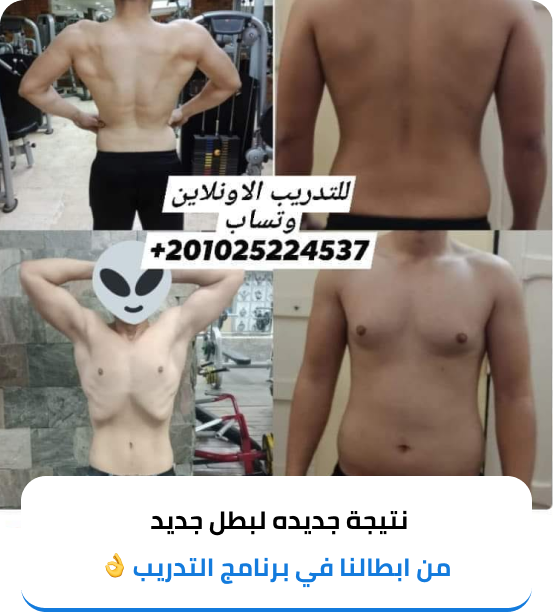 للتدريب الاونلاين
وتساب
+201025224537
نتيجة جديده لبطل جديد
من ابطالنا في برنامج التدريب 👌